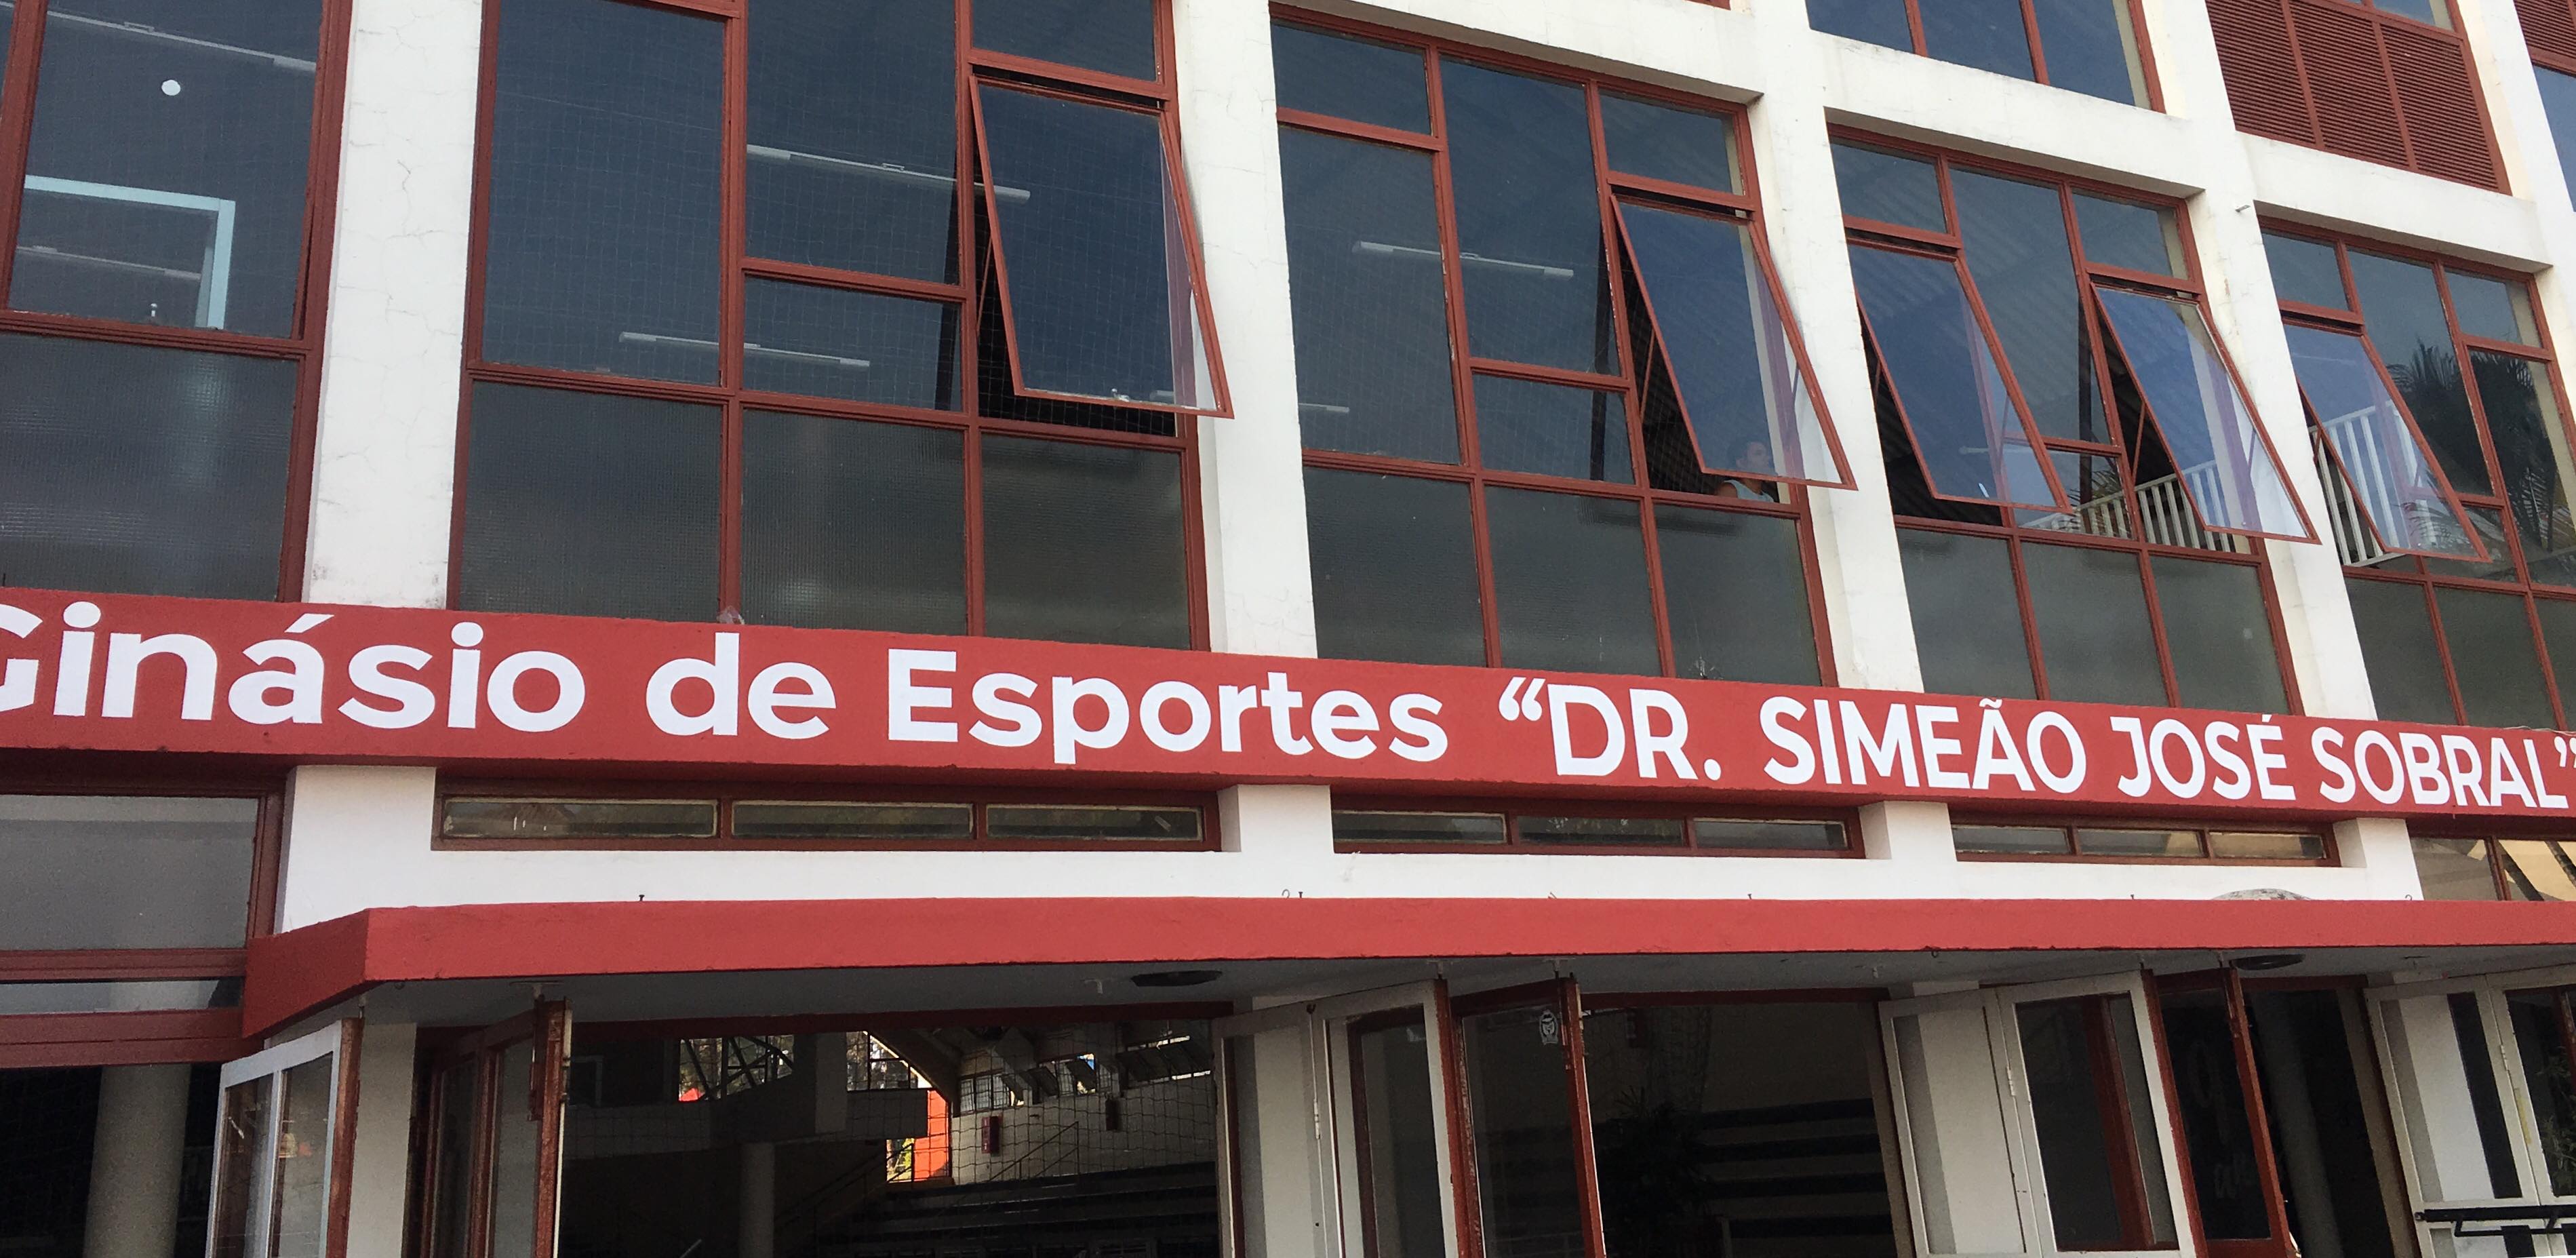 Ginásio de Esportes “DR. SIMEÃO JOSÉ SOBRAL”